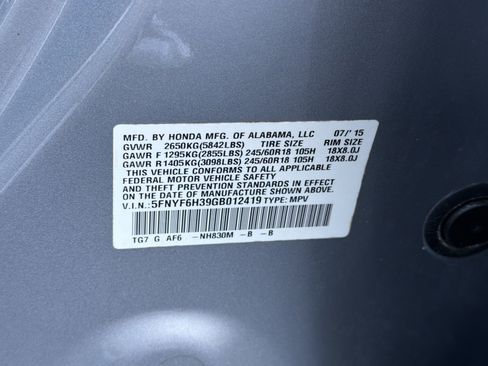 MFD. BY HONDA MFG. OF ALABAMA, LLC 07/'15
GVWR 2650KG(5842LBS) TIRE SIZE RIM SIZE
GAWR F 1295KG(2855LBS) 245/60R18 105H 18X8.0J
GAWR R 1405KG(3098LBS) 245/60R18 105H 18X8.0J
THIS VEHICLE CONFORMS TO ALL APPLICABLE
FEDERAL MOTOR VEHICLE SAFETY
AND THEFT PREVENTION STANDARDS IN EFFECT
ON THE DATE OF MANUFACTURE SHOWN ABOVE.
V.I.N.: 5FNYF6H39GB012419 TYPE: MPV
TG7 G AF6 -NH830M -B -B